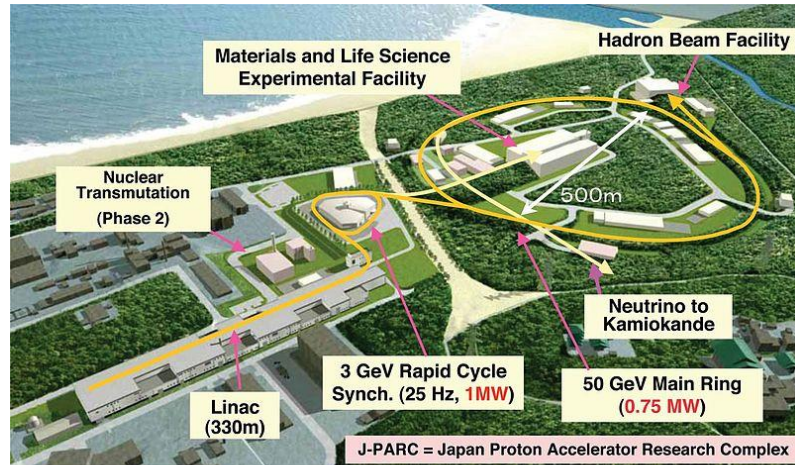 Materials and Life Science
Experimental Facility
Hadron Beam Facility
Nuclear
Transmutation
(Phase 2)
500m
Neutrino to
Kamiokande
3 GeV Rapid Cycle
Synch. (25 Hz, 1MW)
Linac
(330m)
50 GeV Main Ring
(0.75 MW)
J-PARC = Japan Proton Accelerator Research Complex